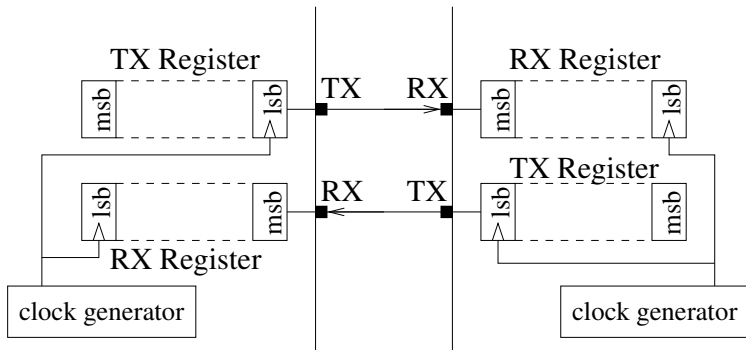 TX Register
RX Register
msb
lsb
TX
RX
msb
lsb
TX Register
lsb
msb
RX
TX
lsb
msb
RX Register
clock generator
clock generator